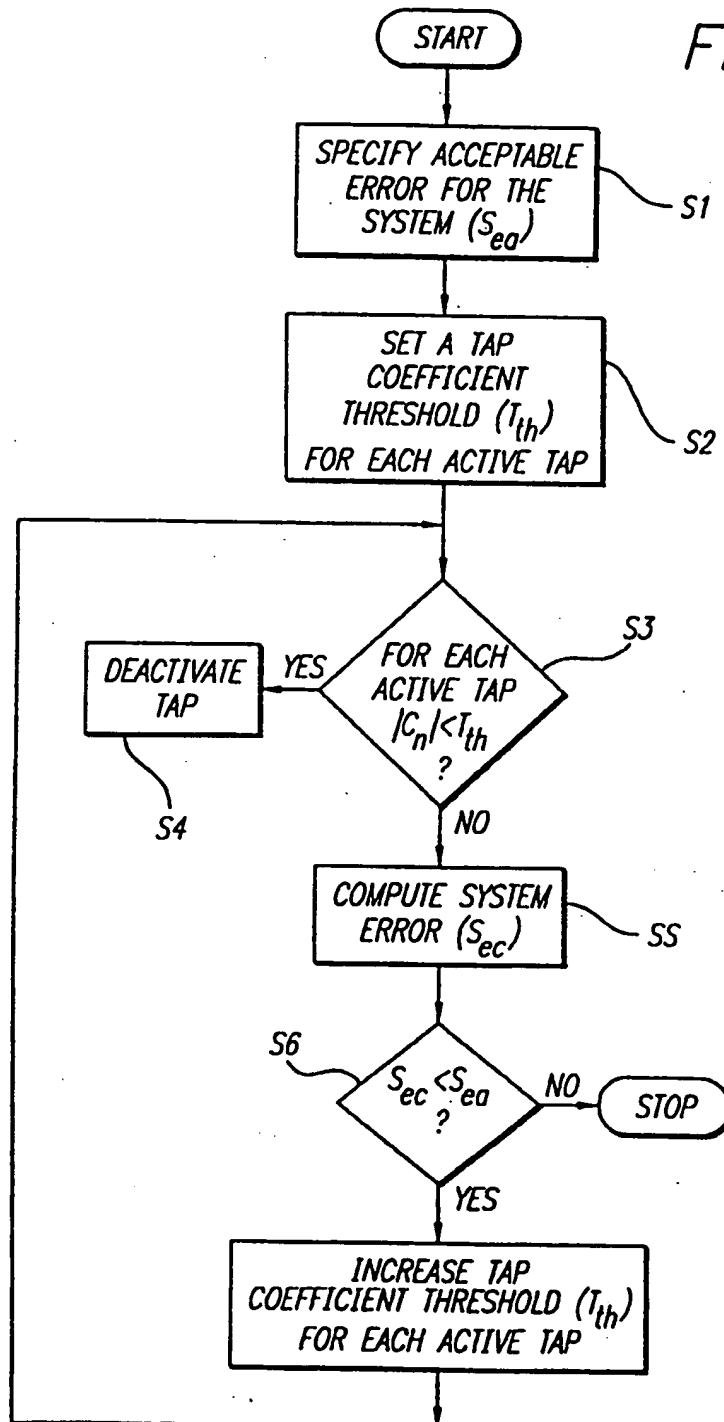 START
F
SPECIFY ACCEPTABLE
ERROR FOR THE
SYSTEM (Sea)
S1
SET A TAP
COEFFICIENT
THRESHOLD (Tth)
FOR EACH ACTIVE TAP
S2
S3
FOR EACH
ACTIVE TAP
|Cn|<Tth
?
YES
DEACTIVATE
TAP
S4
NO
COMPUTE SYSTEM
ERROR (Sec)
SS
S6
Sec<Sea
?
NO
STOP
YES
INCREASE TAP
COEFFICIENT THRESHOLD (Tth)
FOR EACH ACTIVE TAP